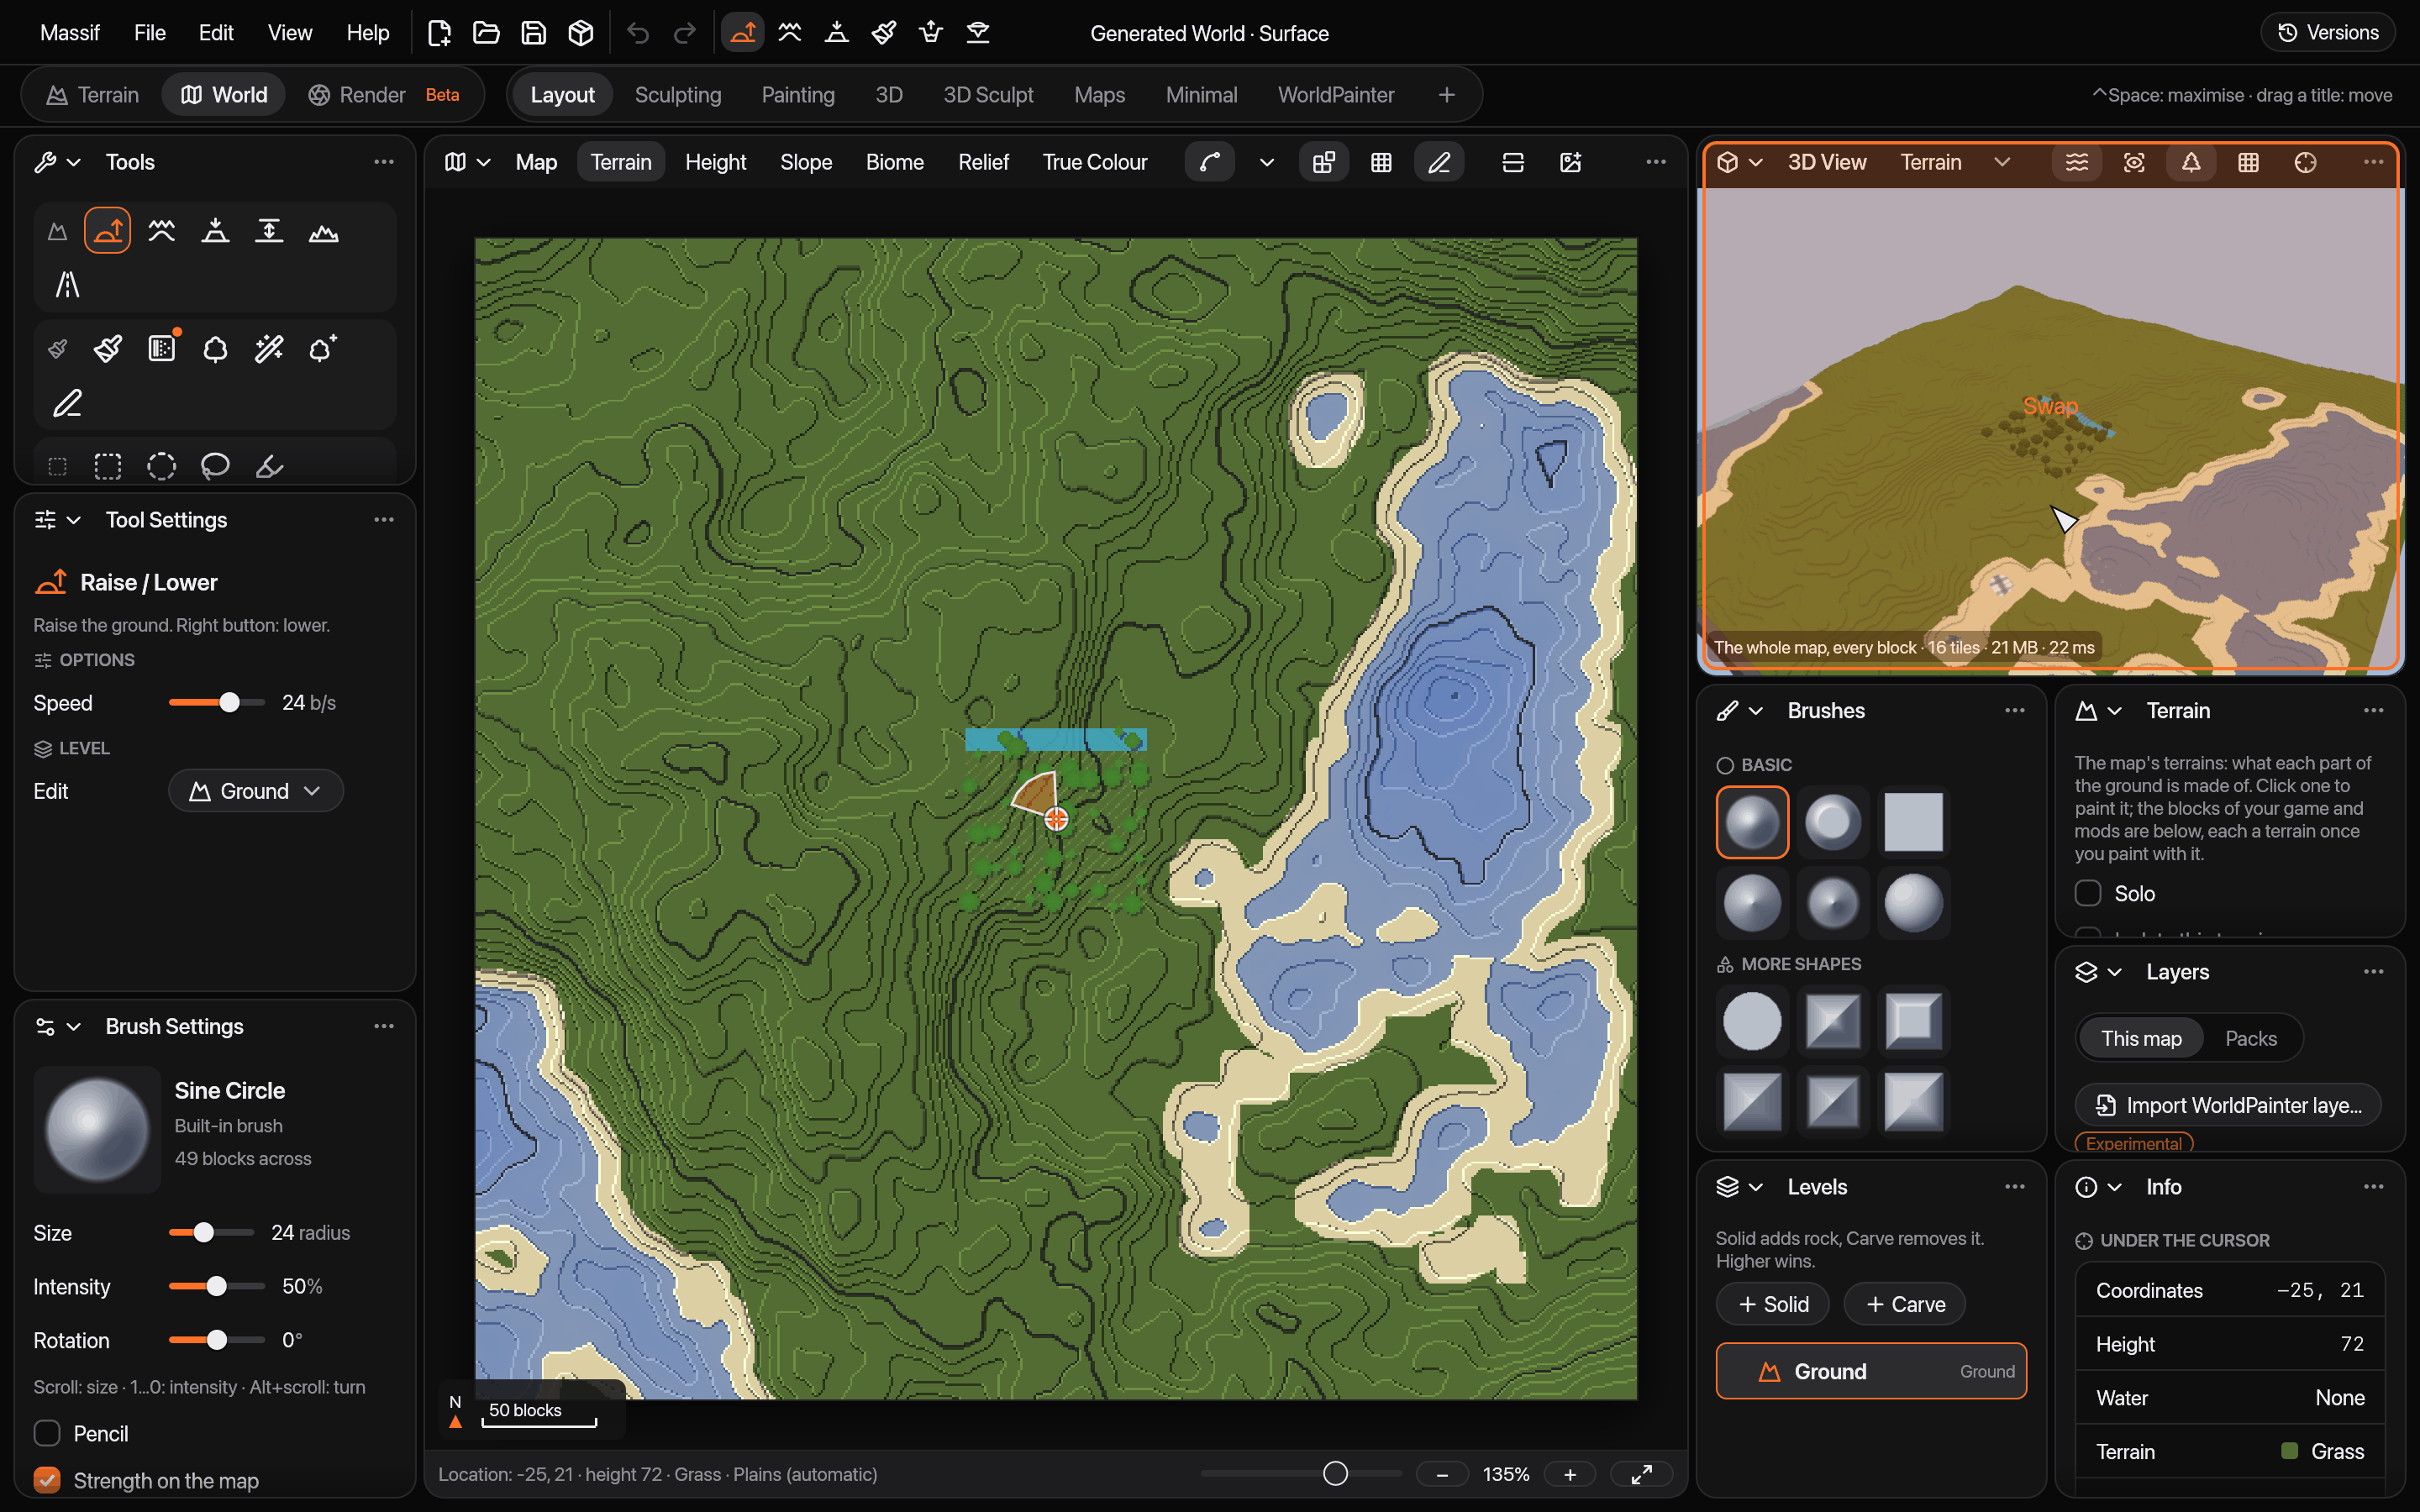 Massif File Edit View Help
Generated World · Surface
Versions
Terrain World Render Beta
Layout Sculpting Painting 3D 3D Sculpt Maps Minimal WorldPainter +
^Space: maximise · drag a title: move
Tools
Tool Settings
Raise / Lower
Raise the ground. Right button: lower.
OPTIONS
Speed 24 b/s
LEVEL
Edit Ground
Brush Settings
Sine Circle
Built-in brush
49 blocks across
Size 24 radius
Intensity 50%
Rotation 0°
Scroll: size · 1...0: intensity · Alt+scroll: turn
Pencil
Strength on the map
Map Terrain Height Slope Biome Relief True Colour
N
50 blocks
Location: -25, 21 · height 72 · Grass · Plains (automatic)
− 135% +
3D View Terrain
Swap
The whole map, every block · 16 tiles · 21 MB · 22 ms
Brushes
BASIC
MORE SHAPES
Terrain
The map's terrains: what each part
of the ground is made of. Click one to
paint it; the blocks of your game and
mods are below, each a terrain once
you paint with it.
Solo
Layers
This map Packs
Import WorldPainter laye...
Experimental
Levels
Solid adds rock, Carve removes it.
Higher wins.
+ Solid + Carve
Ground Ground
Info
UNDER THE CURSOR
Coordinates −25, 21
Height 72
Water None
Terrain Grass